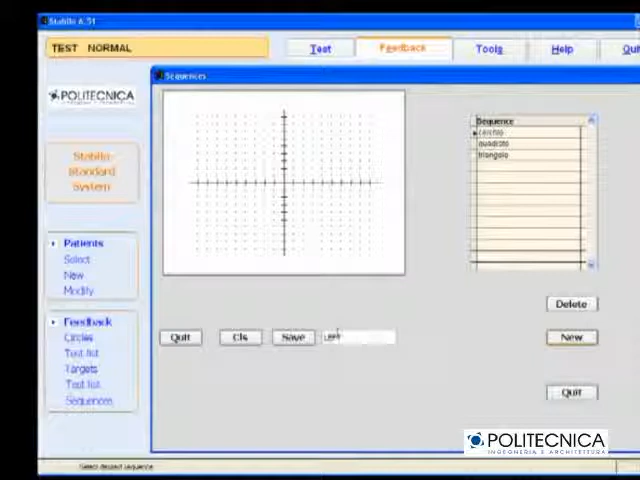 Stabilo 6.51
TEST NORMAL
Test
Feedback
Tools
Help
Quit
Sequences
POLITECNICA
Stabilo
standard
system
Patients
Select
New
Modify
Feedback
Circles
Test list
Targets
Test list
Sequences
Sequence
cerchio
quadrato
triangolo
Delete
Quit
Cls
Save
New
Quit
POLITECNICA
INGEGNERIA E ARCHITETTURA
Select desired sequence